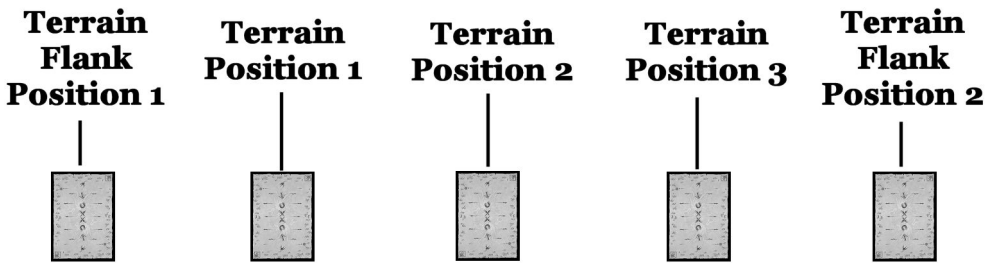 Terrain
Flank
Position 1
Terrain
Position 1
Terrain
Position 2
Terrain
Position 3
Terrain
Flank
Position 2